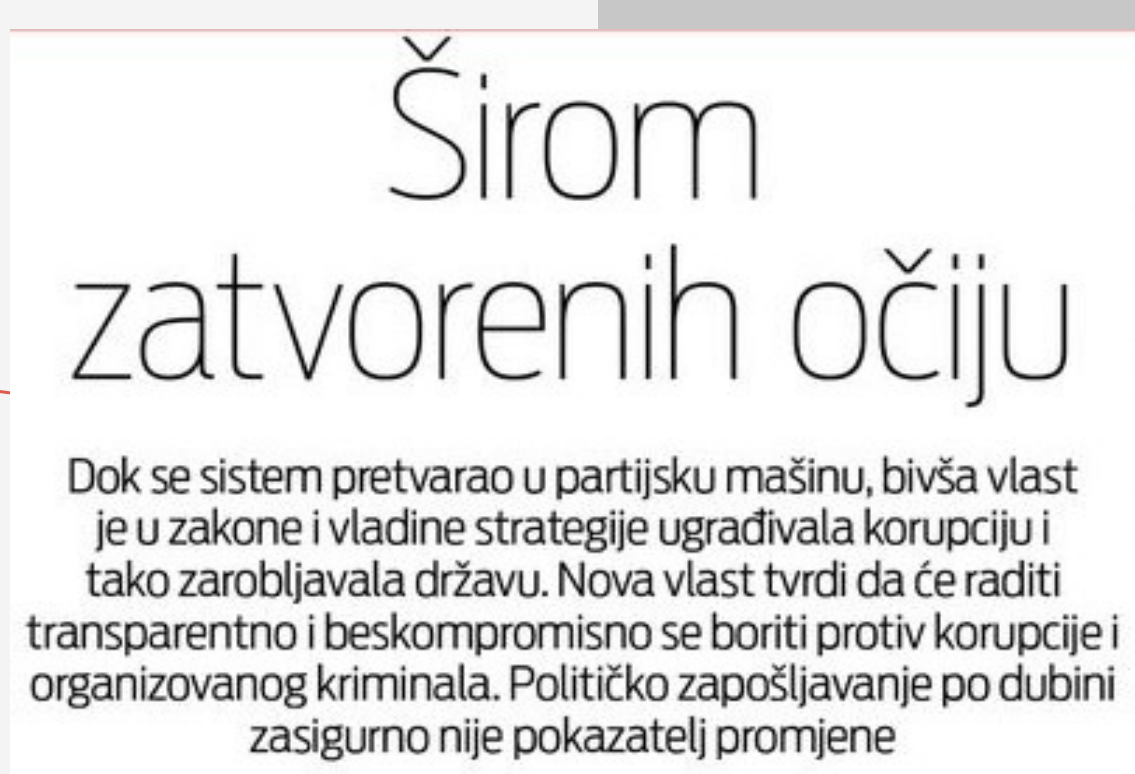 Širom
zatvorenih očiju
Dok se sistem pretvarao u partijsku mašinu, bivša vlast
je u zakone i vladine strategije ugrađivala korupciju i
tako zarobljavala državu. Nova vlast tvrdi da će raditi
transparentno i beskompromisno se boriti protiv korupcije i
organizovanog kriminala. Političko zapošljavanje po dubini
zasigurno nije pokazatelj promjene